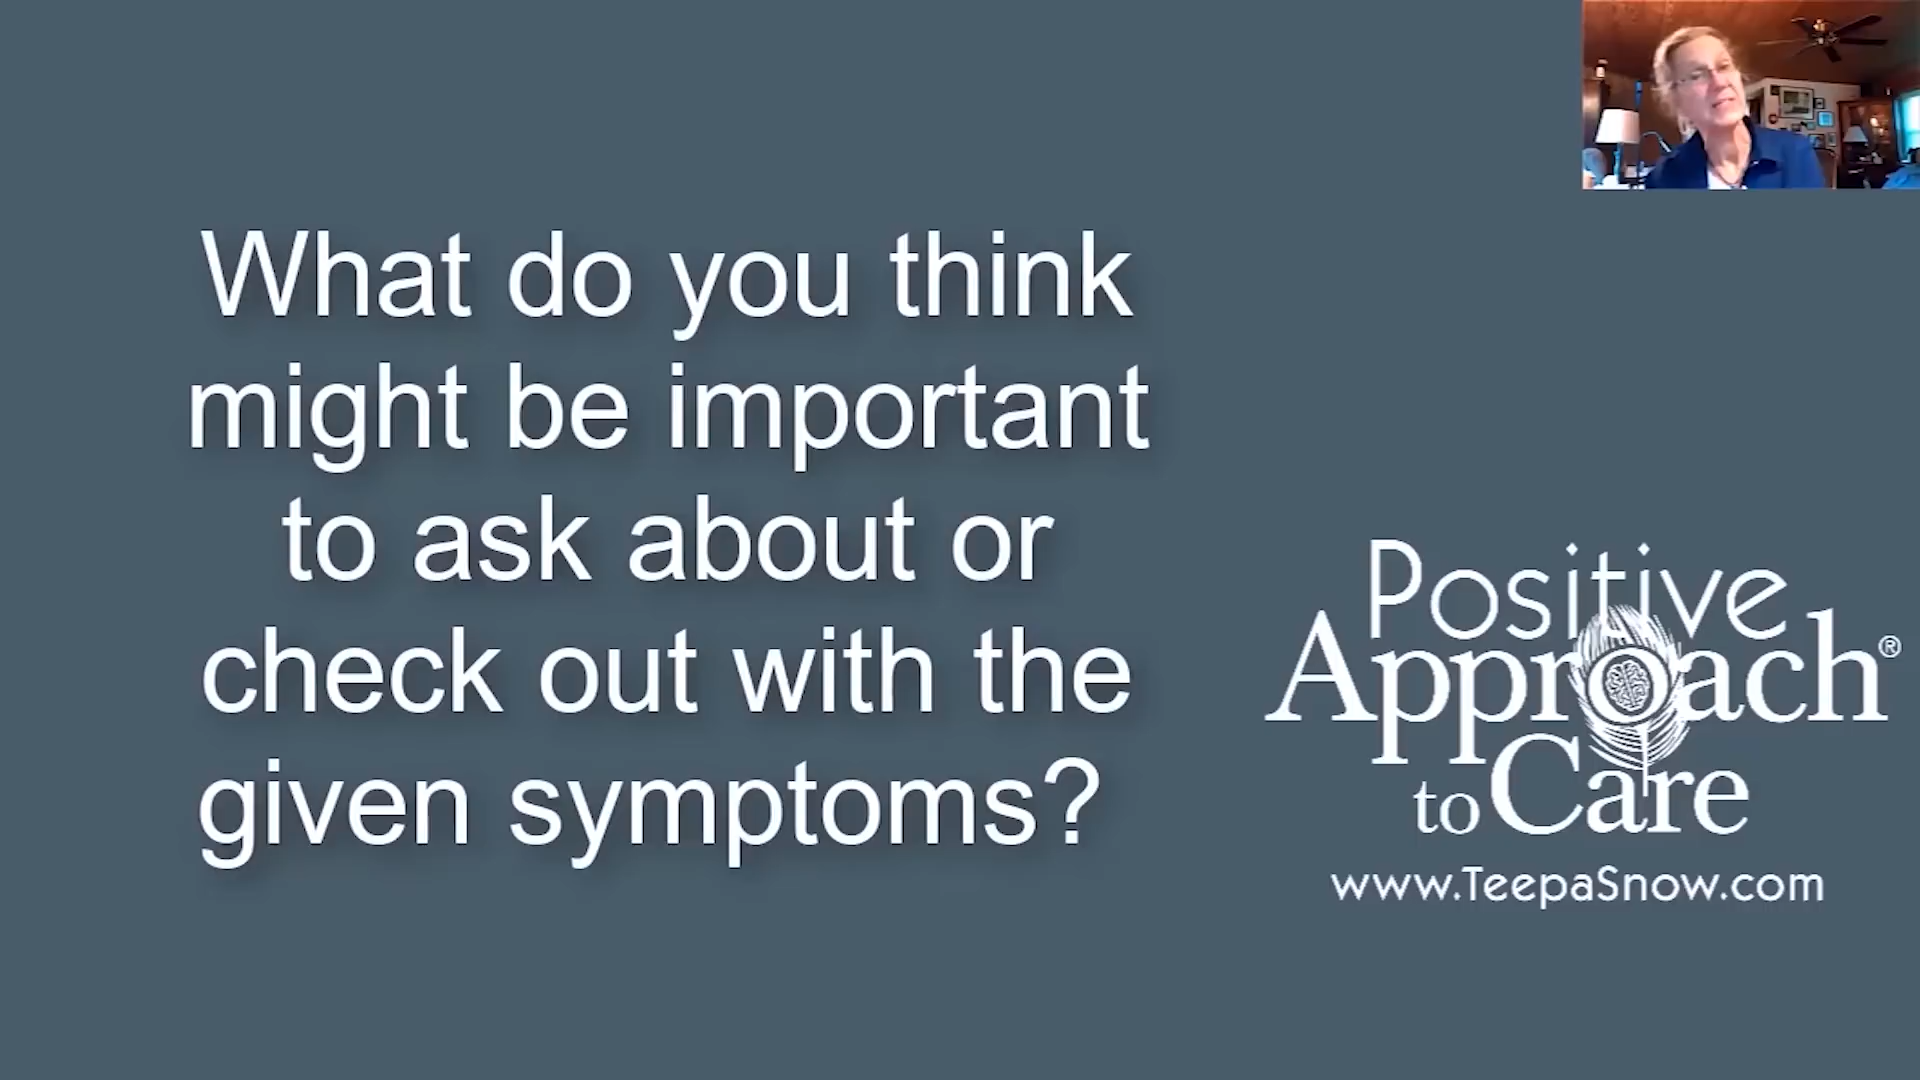 What do you think
might be important
to ask about or
check out with the
given symptoms?
Positive
Approach®
to Care
www.TeepaSnow.com